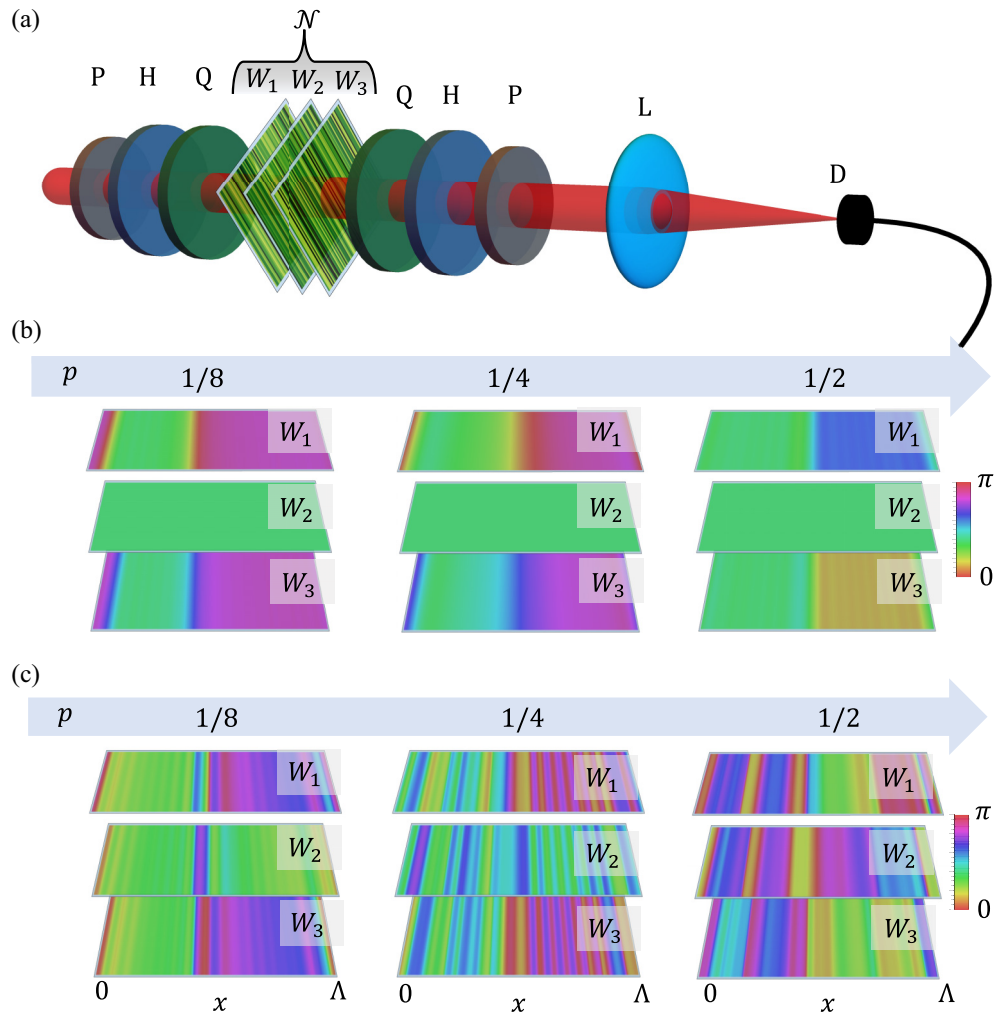 (a)
𝒩
P H Q W₁ W₂ W₃ Q H P L D
(b)
p 1/8 1/4 1/2
W₁ W₁ W₁
W₂ W₂ W₂
π
W₃ W₃ W₃
0
(c)
p 1/8 1/4 1/2
W₁ W₁ W₁
π
W₂ W₂ W₂
0
W₃ W₃ W₃
0 x Λ 0 x Λ 0 x Λ